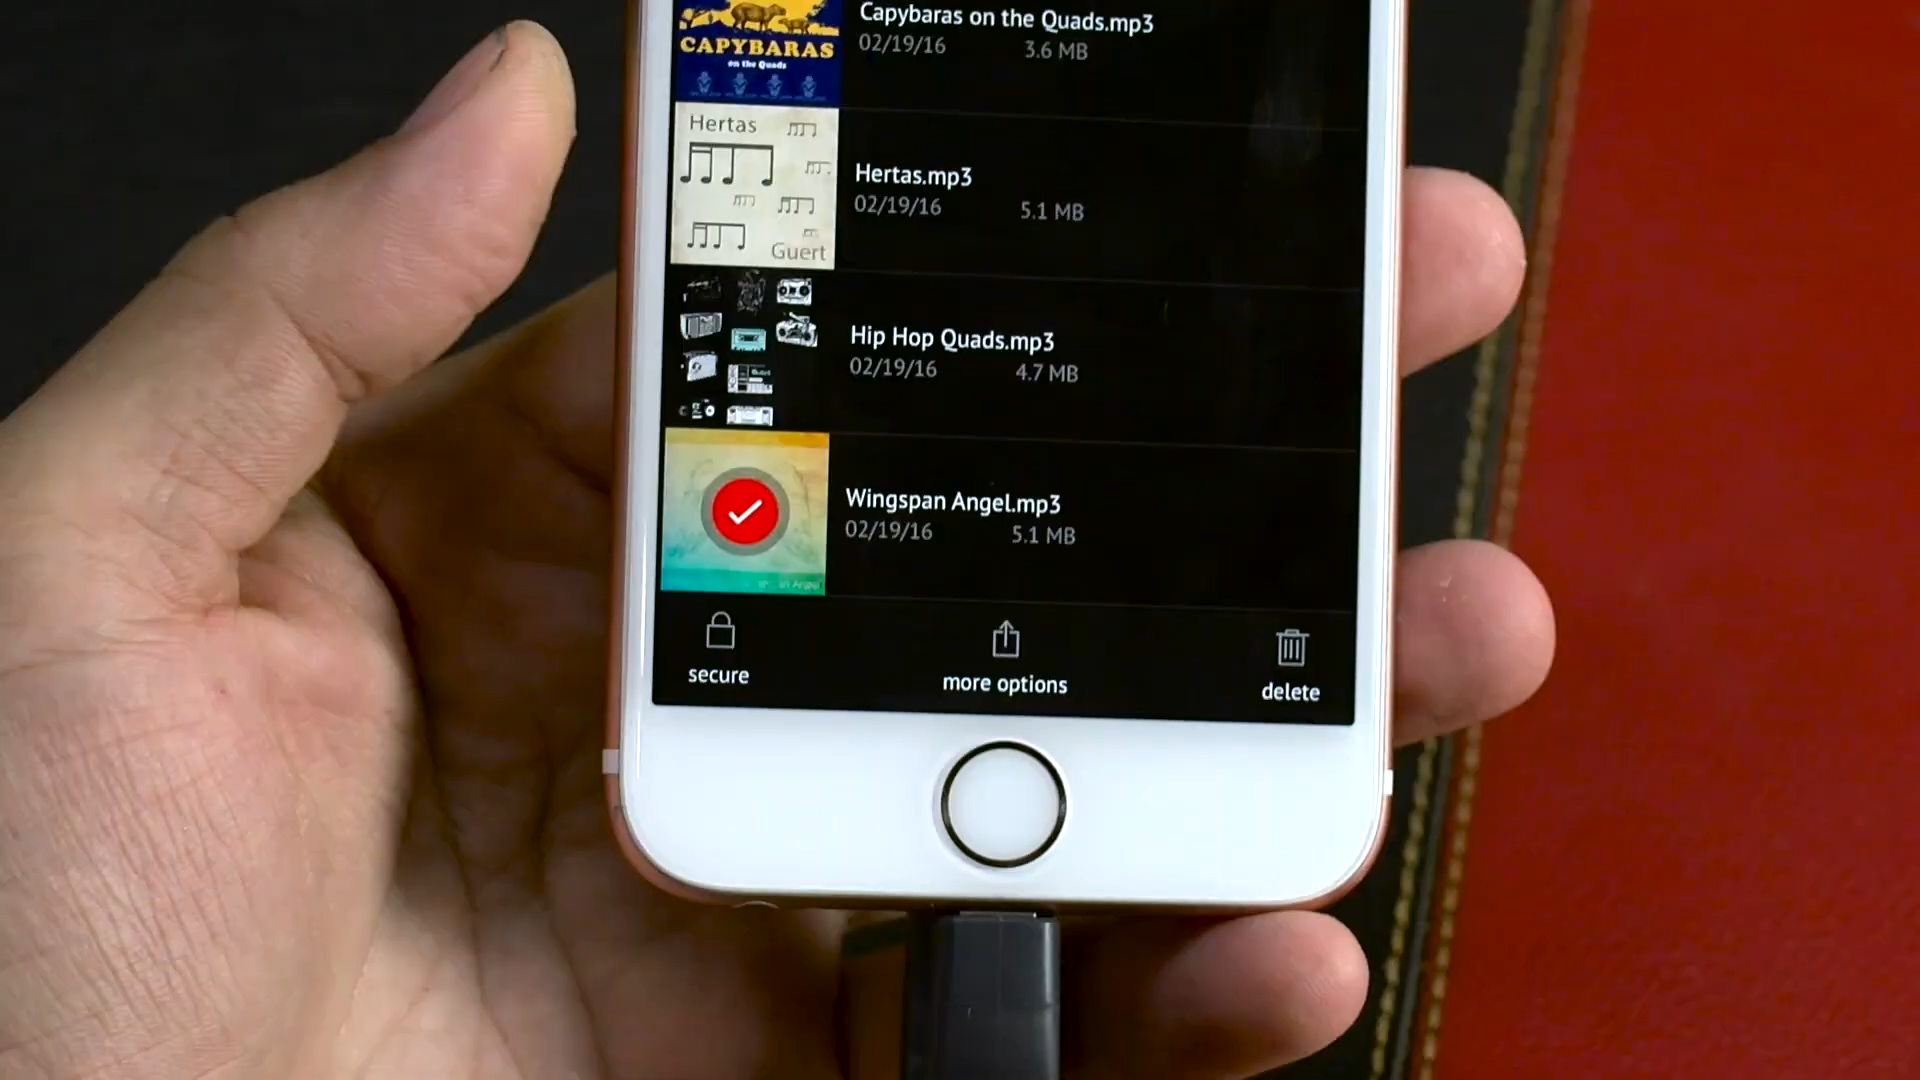 CAPYBARAS
on the Quads
Capybaras on the Quads.mp3
02/19/16 3.6 MB
Hertas
Guert
Hertas.mp3
02/19/16 5.1 MB
Hip Hop Quads.mp3
02/19/16 4.7 MB
Wingspan Angel.mp3
02/19/16 5.1 MB
secure
more options
delete